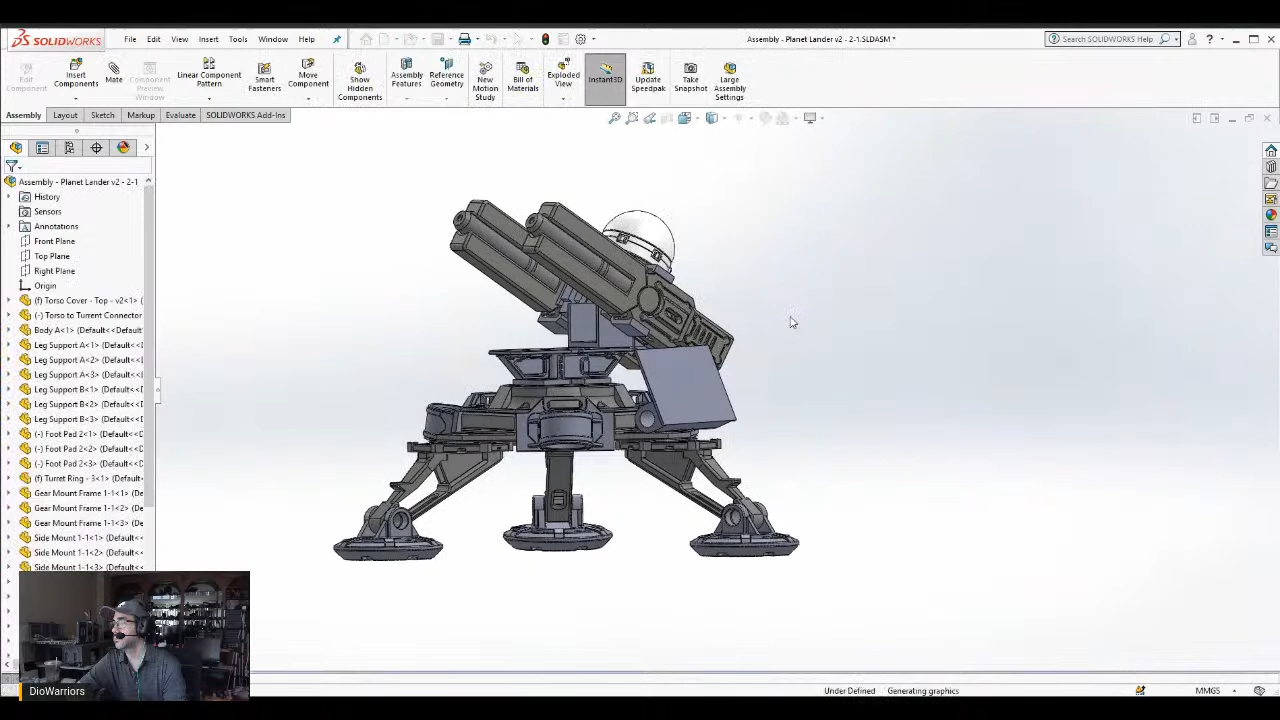 SOLIDWORKS File Edit View Insert Tools Window Help Assembly - Planet Lander v2 - 2-1.SLDASM * Search SOLIDWORKS Help ?
Edit Component
Insert Components
Mate
Component Preview Window
Linear Component Pattern
Smart Fasteners
Move Component
Show Hidden Components
Assembly Features
Reference Geometry
New Motion Study
Bill of Materials
Exploded View
Instant3D
Update Speedpak
Take Snapshot
Large Assembly Settings
Assembly Layout Sketch Markup Evaluate SOLIDWORKS Add-Ins
Assembly - Planet Lander v2 - 2-1
History
Sensors
Annotations
Front Plane
Top Plane
Right Plane
Origin
(f) Torso Cover - Top - v2<1> (
(-) Torso to Turrent Connector
Body A<1> (Default<<Default
Leg Support A<1> (Default<<D
Leg Support A<2> (Default<<D
Leg Support A<3> (Default<<D
Leg Support B<1> (Default<<D
Leg Support B<2> (Default<<D
Leg Support B<3> (Default<<D
(-) Foot Pad 2<1> (Default<<De
(-) Foot Pad 2<2> (Default<<De
(-) Foot Pad 2<3> (Default<<De
(f) Turret Ring - 3<1> (Default<
Gear Mount Frame 1-1<1> (De
Gear Mount Frame 1-1<2> (De
Gear Mount Frame 1-1<3> (De
Side Mount 1-1<1> (Default<<
Side Mount 1-1<2> (Default<<
Side Mount 1-1<3> (Default<<
DioWarriors
Under Defined Generating graphics MMGS